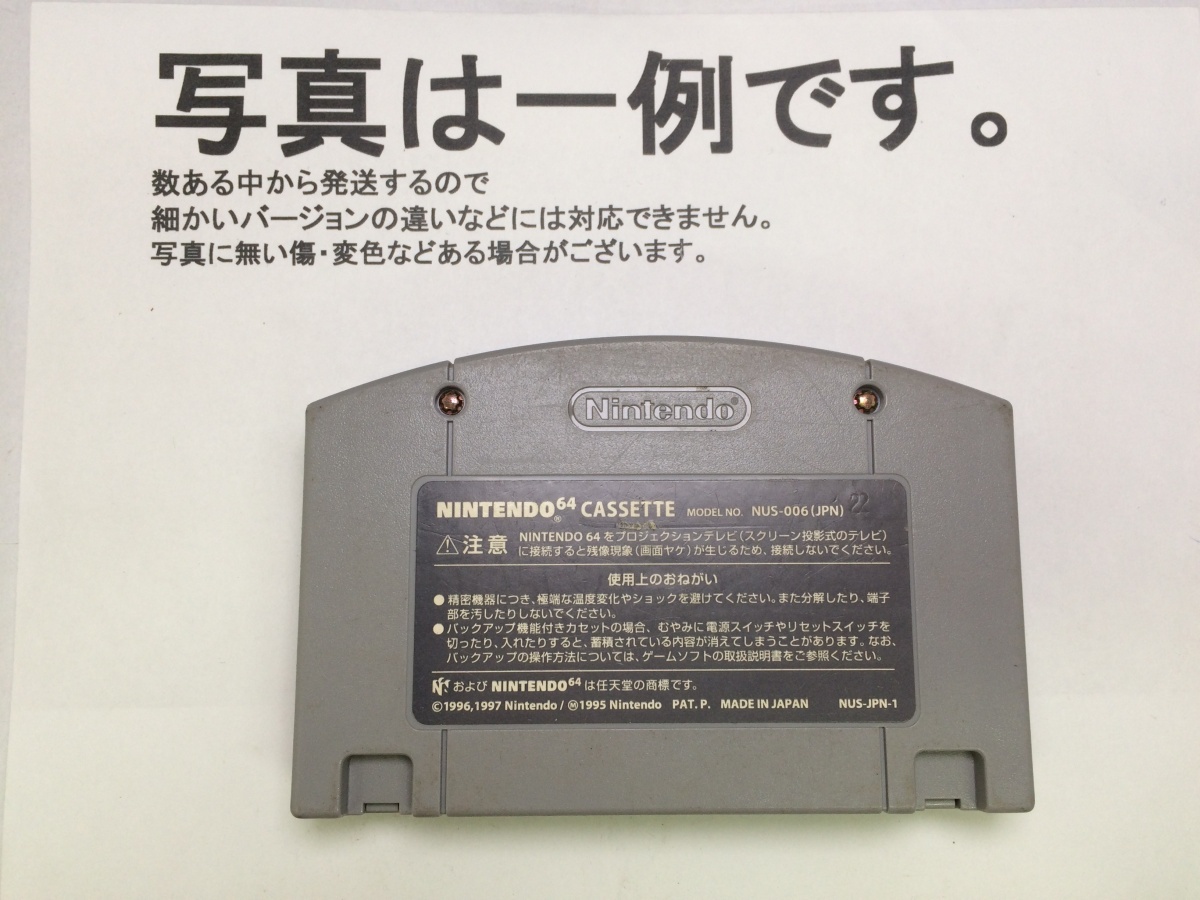 写真は一例です。
数ある中から発送するので
細かいバージョンの違いなどには対応できません。
写真に無い傷・変色などある場合がございます。
Nintendo®
NINTENDO64® CASSETTE MODEL NO. NUS-006(JPN) 22
⚠注意 NINTENDO 64をプロジェクションテレビ(スクリーン投影式のテレビ)
に接続すると残像現象(画面ヤケ)が生じるため、接続しないでください。
使用上のおねがい
●精密機器につき、極端な温度変化やショックを避けてください。また分解したり、端子
部を汚したりしないでください。
●バックアップ機能付きカセットの場合、むやみに電源スイッチやリセットスイッチを
切ったり、入れたりすると、蓄積されている内容が消えてしまうことがあります。なお、
バックアップの操作方法については、ゲームソフトの取扱説明書をご参照ください。
および NINTENDO64 は任天堂の商標です。
©1996,1997 Nintendo / Ⓜ1995 Nintendo PAT. P. MADE IN JAPAN NUS-JPN-1